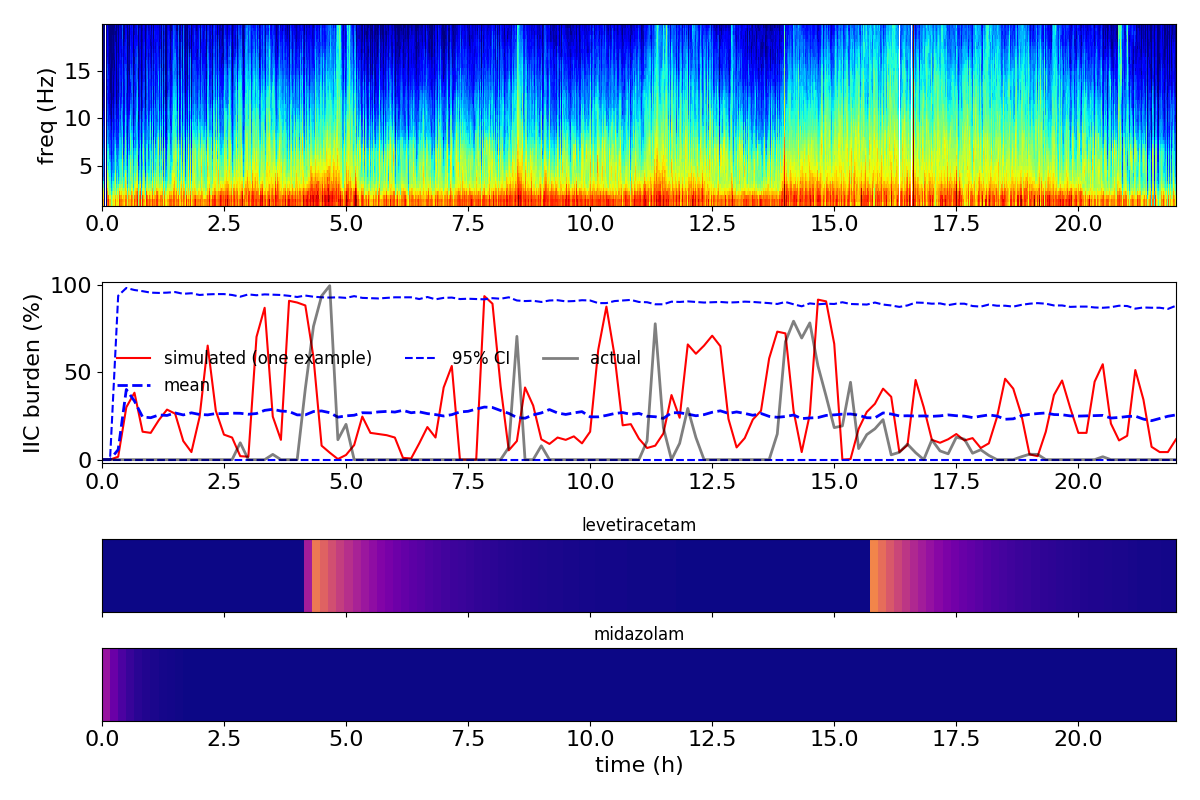 freq (Hz)
15
10
5
0.0 2.5 5.0 7.5 10.0 12.5 15.0 17.5 20.0
IIC burden (%)
100
50
0
simulated (one example) 95% CI actual
mean
0.0 2.5 5.0 7.5 10.0 12.5 15.0 17.5 20.0
levetiracetam
midazolam
0.0 2.5 5.0 7.5 10.0 12.5 15.0 17.5 20.0
time (h)